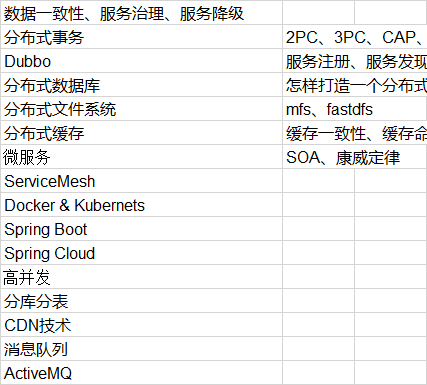 数据一致性、服务治理、服务降级
分布式事务 2PC、3PC、CAP、
Dubbo 服务注册、服务发现
分布式数据库 怎样打造一个分布式
分布式文件系统 mfs、fastdfs
分布式缓存 缓存一致性、缓存命
微服务 SOA、康威定律
ServiceMesh
Docker & Kubernets
Spring Boot
Spring Cloud
高并发
分库分表
CDN技术
消息队列
ActiveMQ